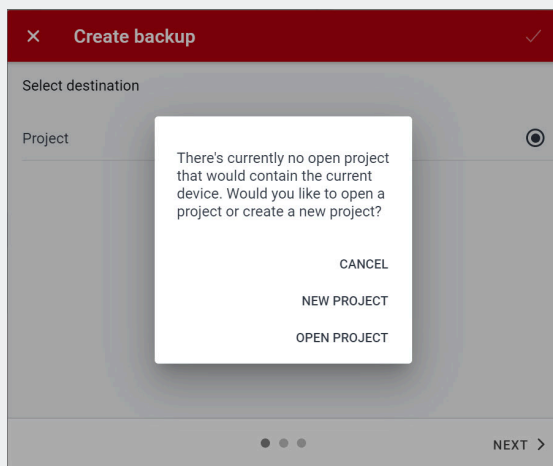 Create backup
Select destination
Project
There's currently no open project
that would contain the current
device. Would you like to open a
project or create a new project?
CANCEL
NEW PROJECT
OPEN PROJECT
NEXT